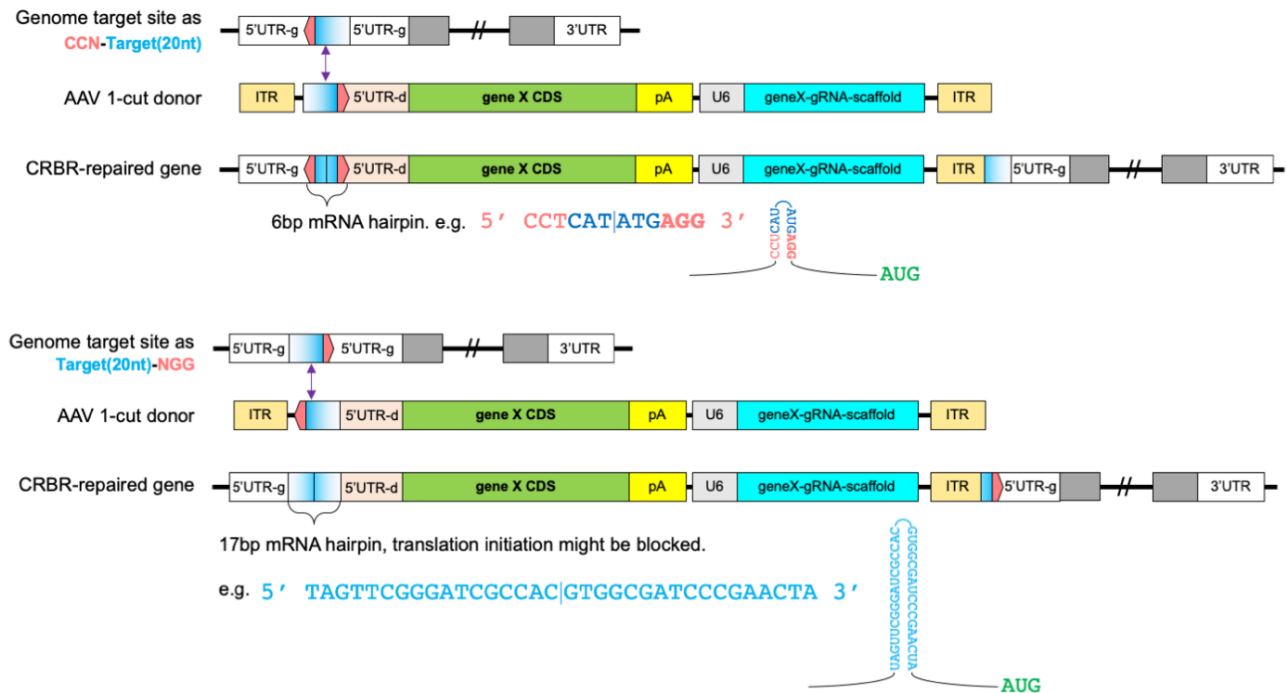 Genome target site as
CCN-Target(20nt)
5'UTR-g 5'UTR-g // 3'UTR
AAV 1-cut donor
ITR 5'UTR-d gene X CDS pA U6 geneX-gRNA-scaffold ITR
CRBR-repaired gene
5'UTR-g 5'UTR-d gene X CDS pA U6 geneX-gRNA-scaffold ITR 5'UTR-g // 3'UTR
6bp mRNA hairpin. e.g. 5’ CCTCAT|ATGAGG 3’
CCUCAU AUGAGG
AUG
Genome target site as
Target(20nt)-NGG
5'UTR-g 5'UTR-g // 3'UTR
AAV 1-cut donor
ITR 5'UTR-d gene X CDS pA U6 geneX-gRNA-scaffold ITR
CRBR-repaired gene
5'UTR-g 5'UTR-d gene X CDS pA U6 geneX-gRNA-scaffold ITR 5'UTR-g // 3'UTR
17bp mRNA hairpin, translation initiation might be blocked.
e.g. 5’ TAGTTCGGGATCGCCAC|GTGGCGATCCCGAACTA 3’
UAGUUCGGGAUCGCCAC GUGGCGAUCCCGAACUA
AUG